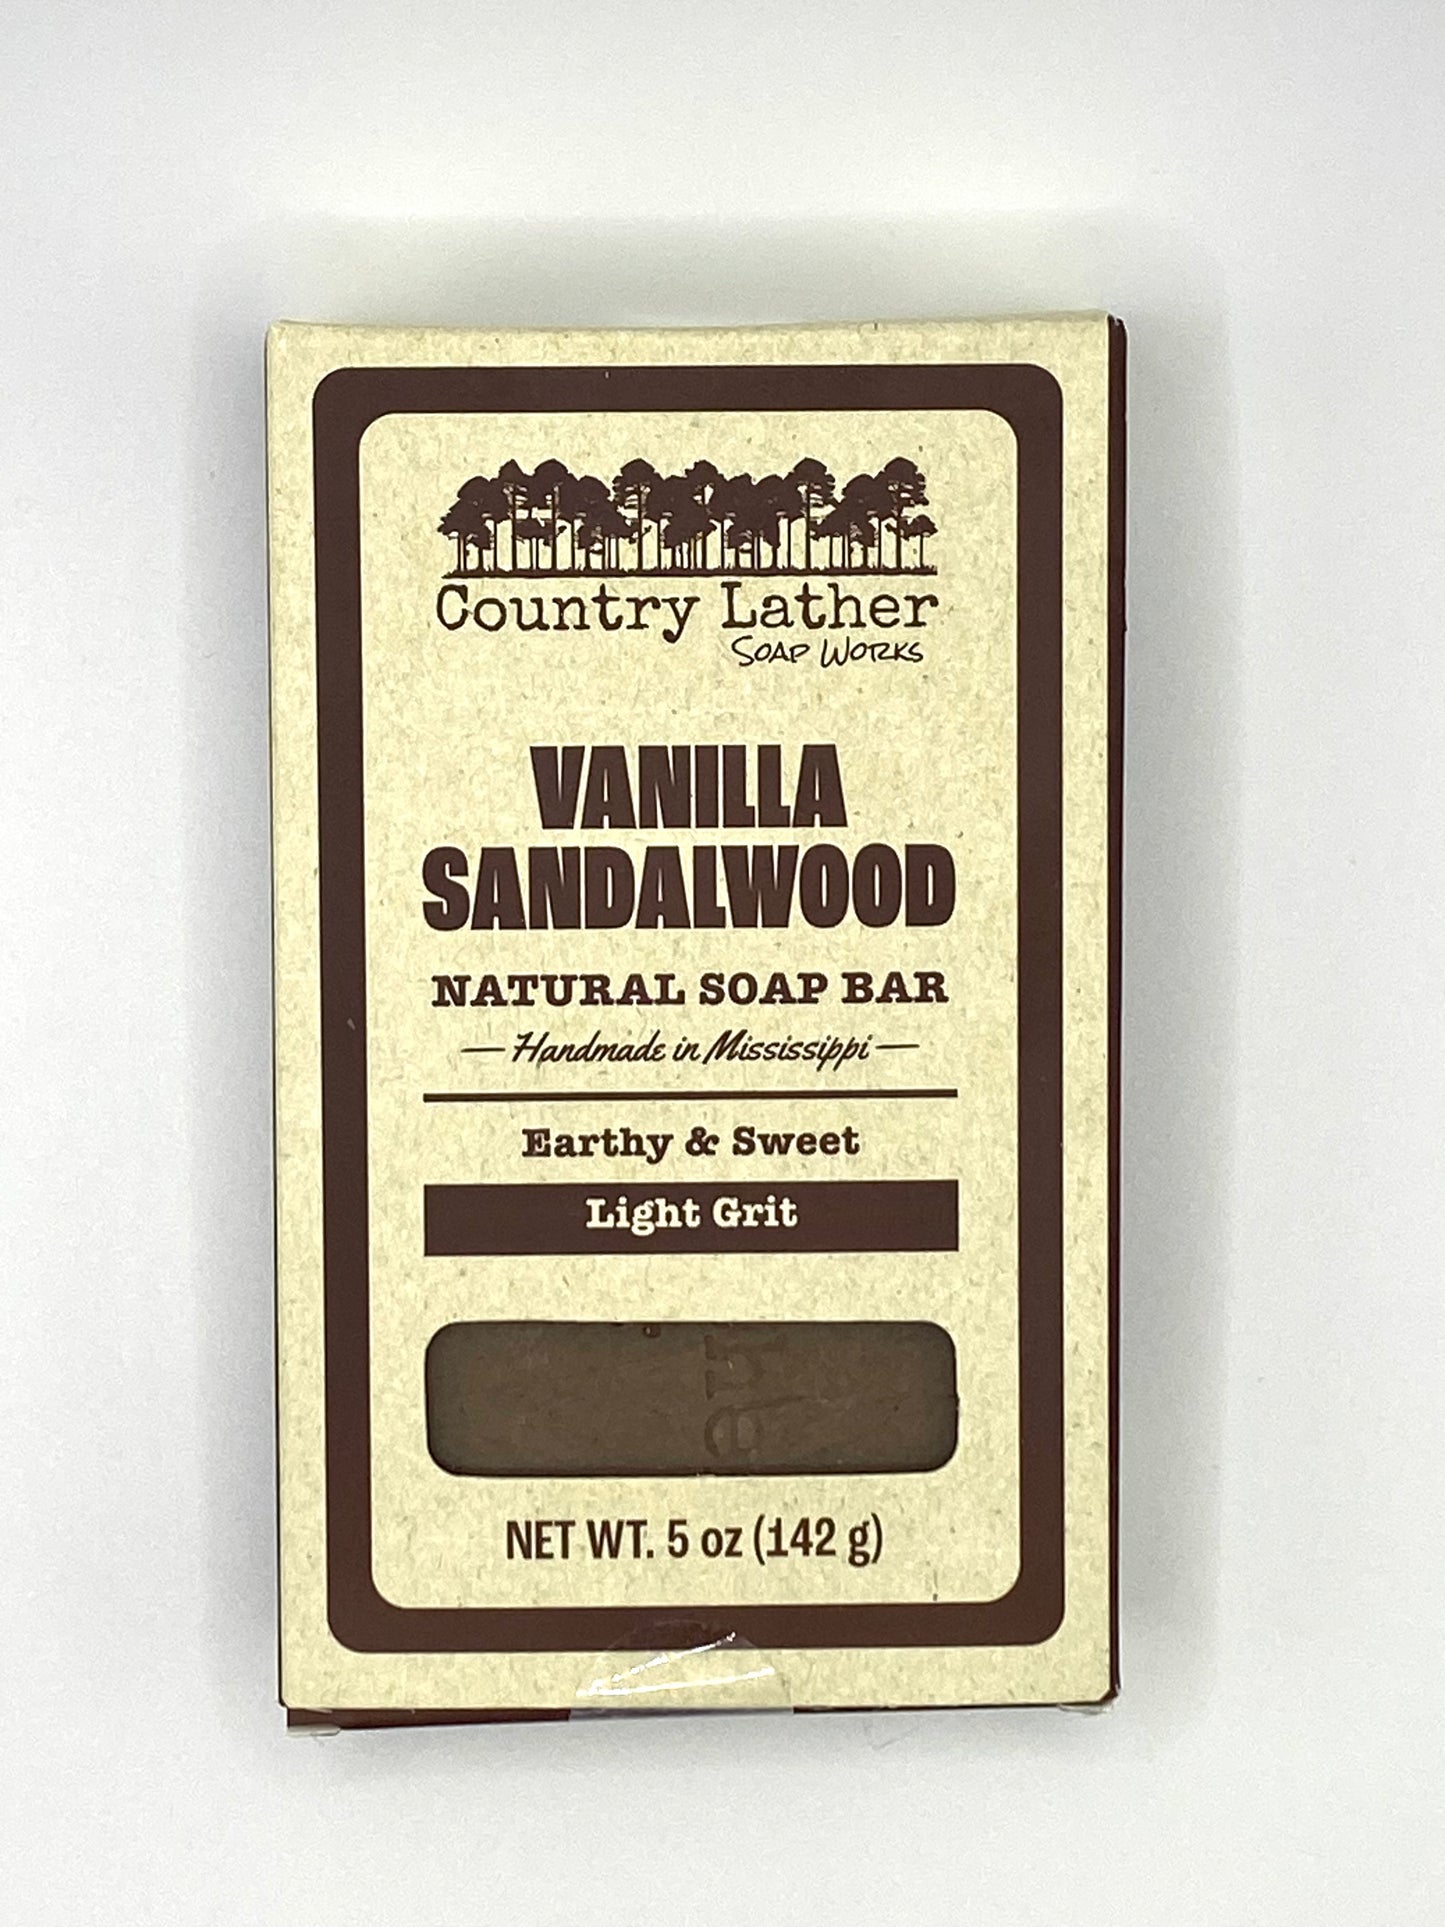 Country Lather
Soap Works
VANILLA
SANDALWOOD
NATURAL SOAP BAR
— Handmade in Mississippi —
Earthy & Sweet
Light Grit
NET WT. 5 oz (142 g)